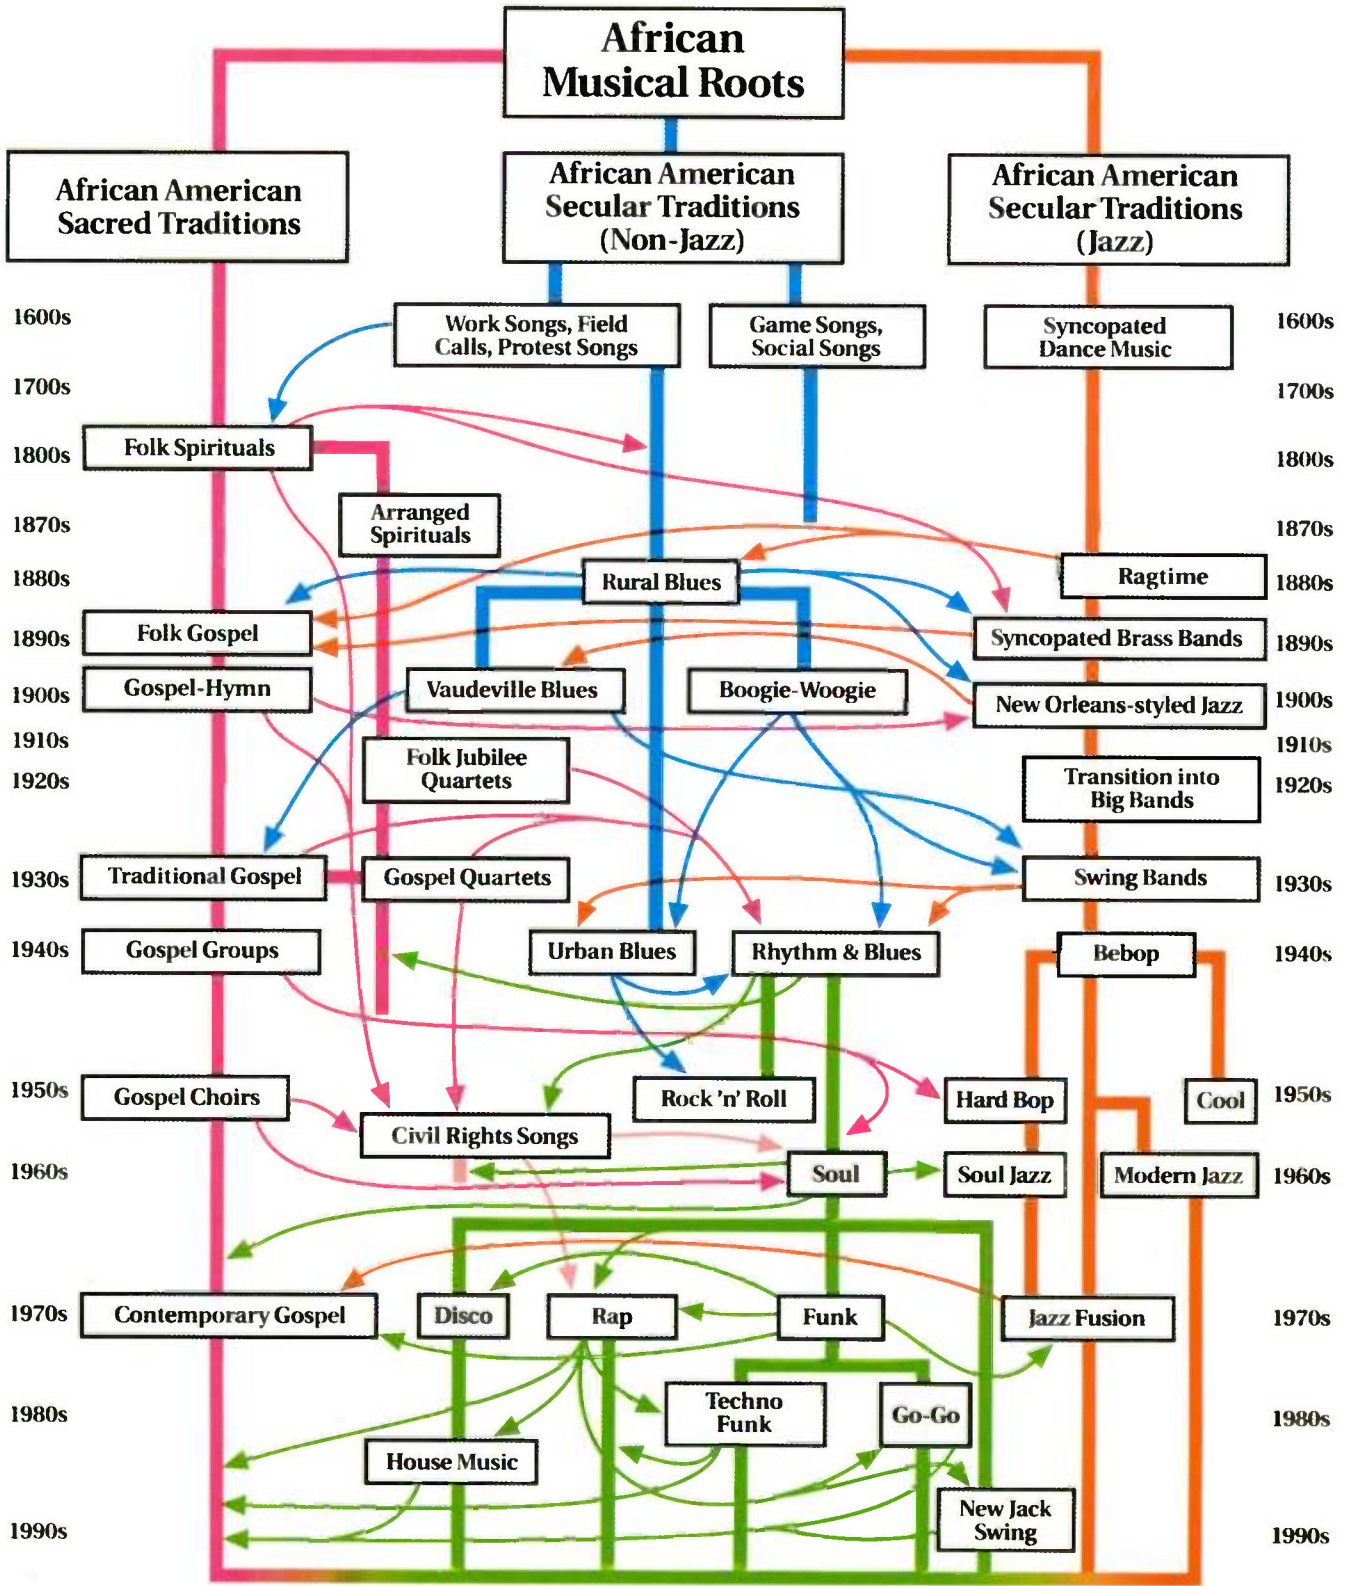 African
Musical Roots
African American
Sacred Traditions
African American
Secular Traditions
(Non-Jazz)
African American
Secular Traditions
(Jazz)
1600s
Work Songs, Field
Calls, Protest Songs
Game Songs,
Social Songs
Syncopated
Dance Music
1600s
1700s
1700s
Folk Spirituals
1800s
1800s
Arranged
Spirituals
1870s
1870s
Rural Blues
Ragtime
1880s
1880s
Folk Gospel
Syncopated Brass Bands
1890s
1890s
Gospel-Hymn
Vaudeville Blues
Boogie-Woogie
New Orleans-styled Jazz
1900s
1900s
1910s
1910s
Folk Jubilee
Quartets
Transition into
Big Bands
1920s
1920s
Traditional Gospel
Gospel Quartets
Swing Bands
1930s
1930s
Gospel Groups
Urban Blues
Rhythm & Blues
Bebop
1940s
1940s
Gospel Choirs
Rock 'n' Roll
Hard Bop
Cool
1950s
1950s
Civil Rights Songs
Soul
Soul Jazz
Modern Jazz
1960s
1960s
Contemporary Gospel
Disco
Rap
Funk
Jazz Fusion
1970s
1970s
Techno
Funk
Go-Go
1980s
1980s
House Music
New Jack
Swing
1990s
1990s